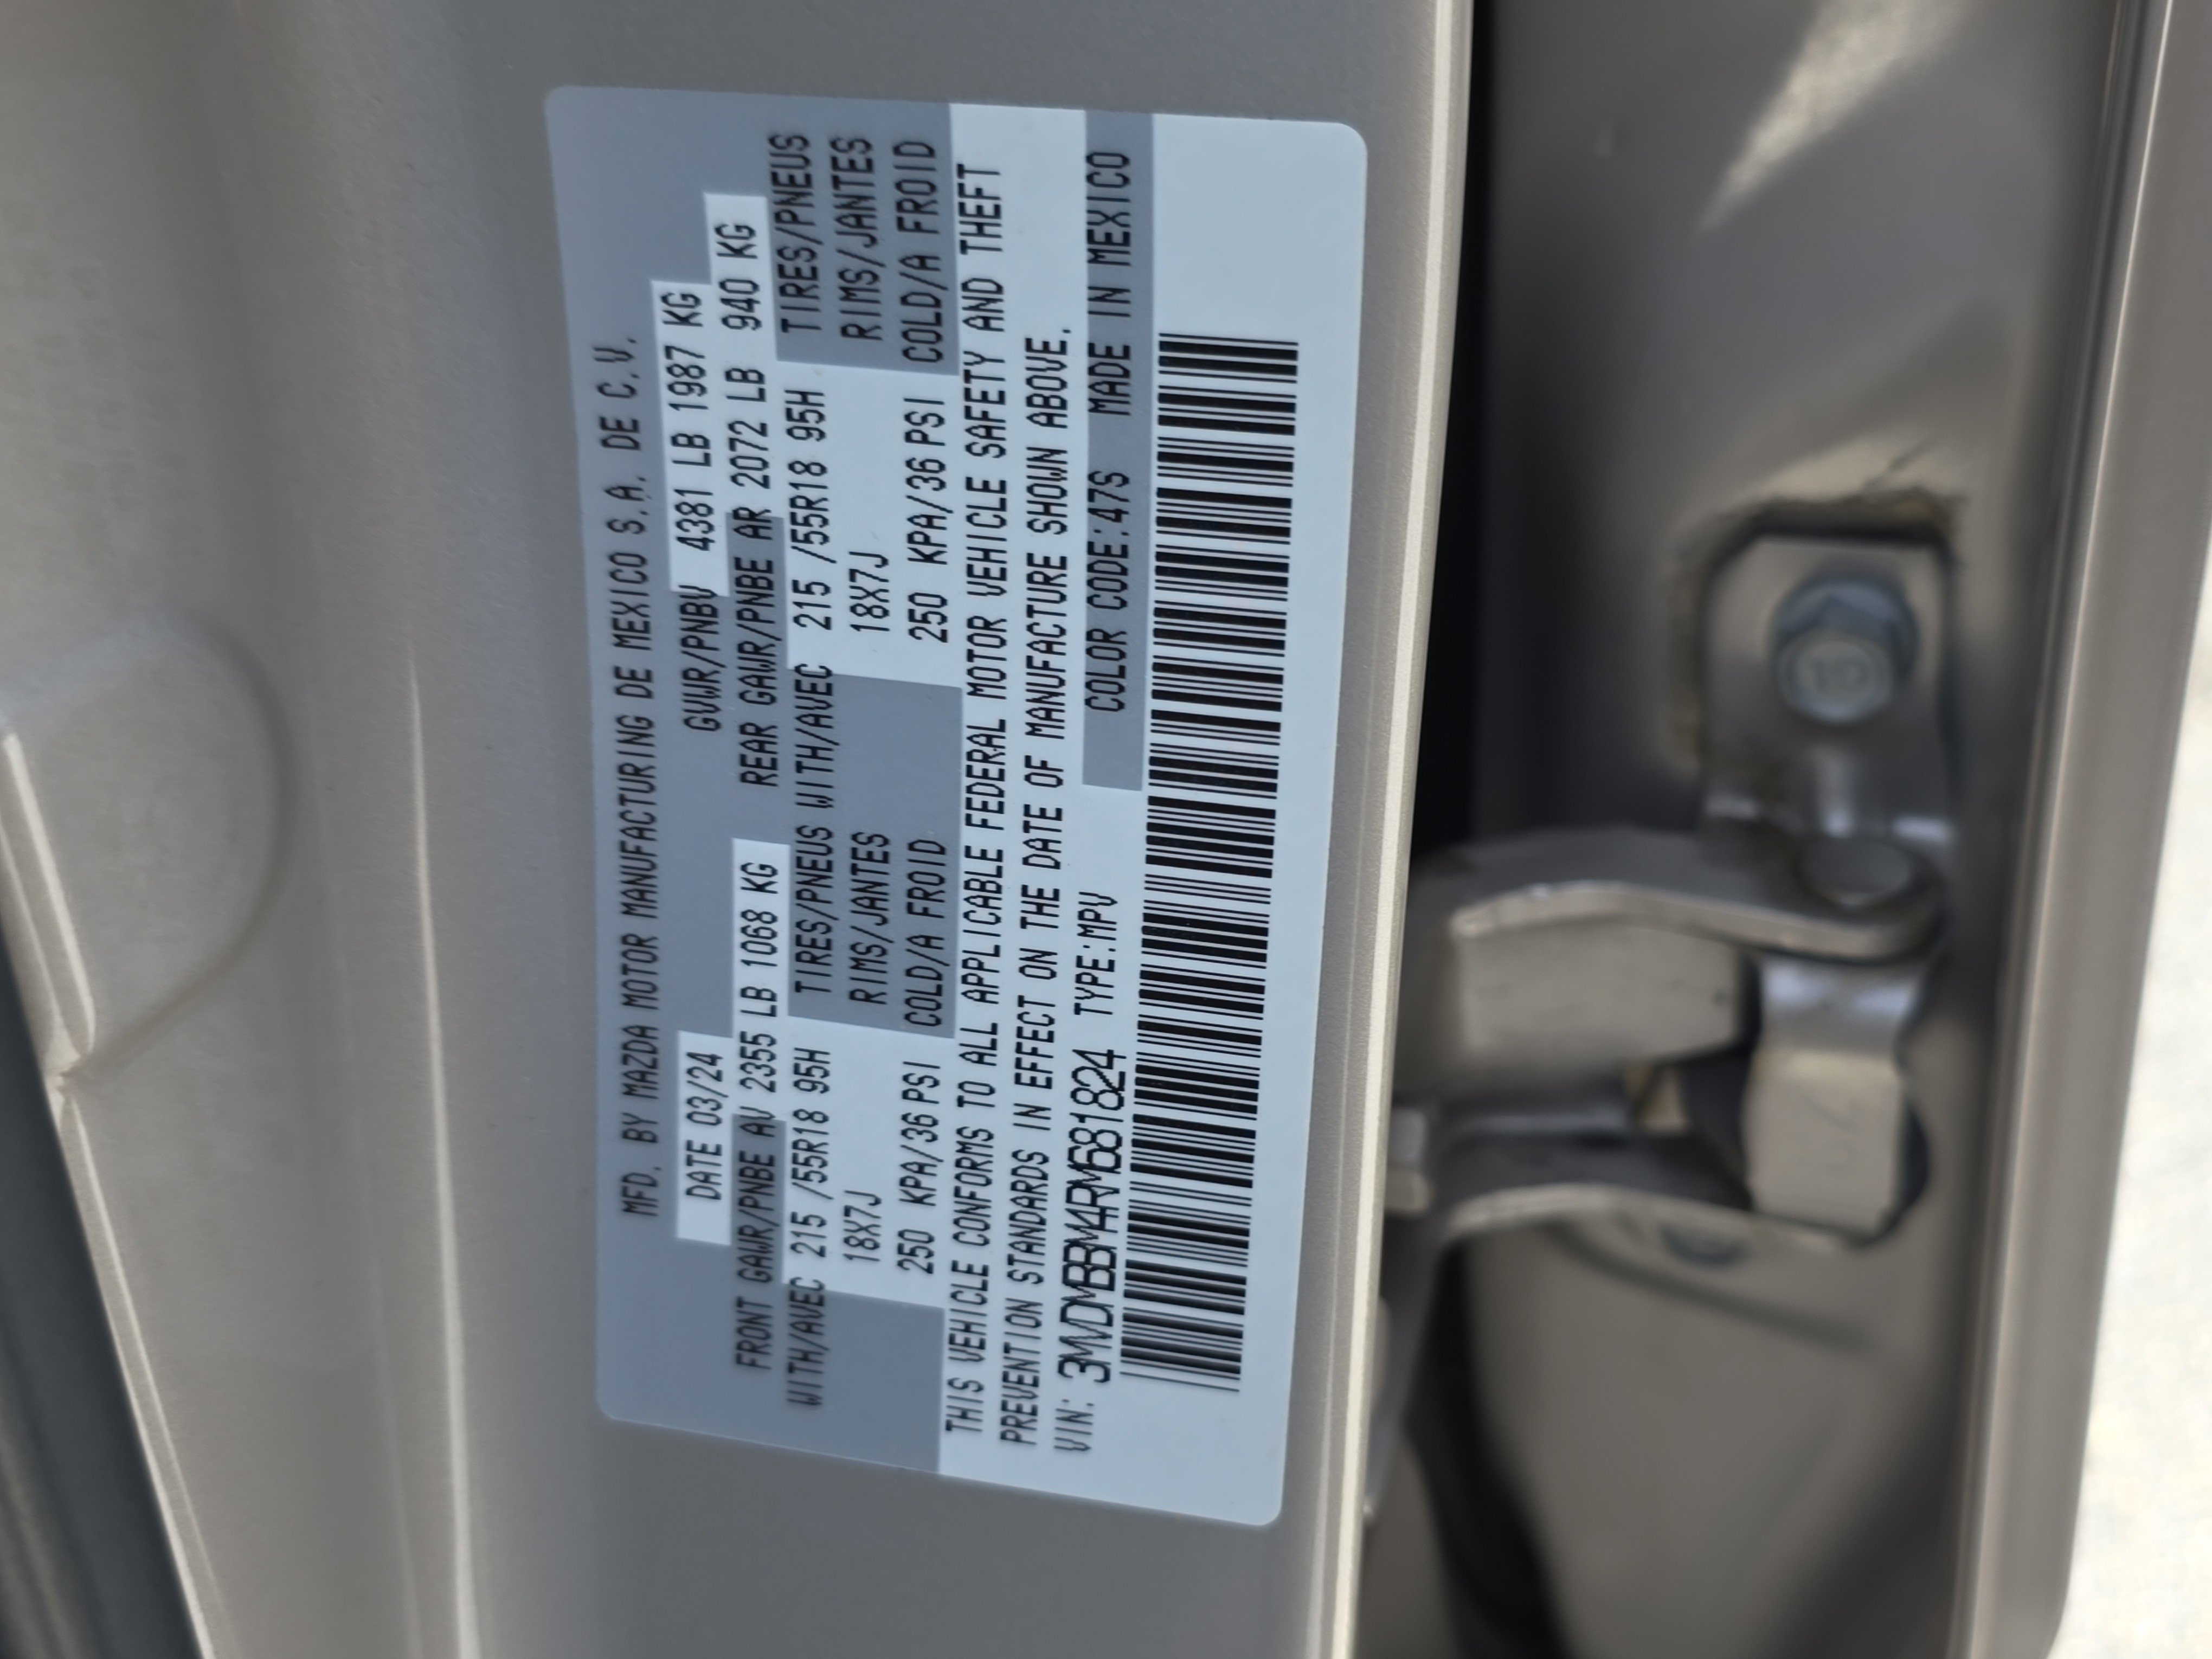 MFD. BY MAZDA MOTOR MANUFACTURING DE MEXICO S.A. DE C.V.
DATE 03/24 GVWR/PNBV 4381 LB 1987 KG
FRONT GAWR/PNBE AV 2355 LB 1068 KG REAR GAWR/PNBE AR 2072 LB 940 KG
WITH/AVEC 215 /55R18 95H TIRES/PNEUS WITH/AVEC 215 /55R18 95H TIRES/PNEUS
18X7J RIMS/JANTES 18X7J RIMS/JANTES
250 KPA/36 PSI COLD/A FROID 250 KPA/36 PSI COLD/A FROID
THIS VEHICLE CONFORMS TO ALL APPLICABLE FEDERAL MOTOR VEHICLE SAFETY AND THEFT
PREVENTION STANDARDS IN EFFECT ON THE DATE OF MANUFACTURE SHOWN ABOVE.
VIN: 3MVDMBBM4RM681824 TYPE:MPV COLOR CODE:47S MADE IN MEXICO